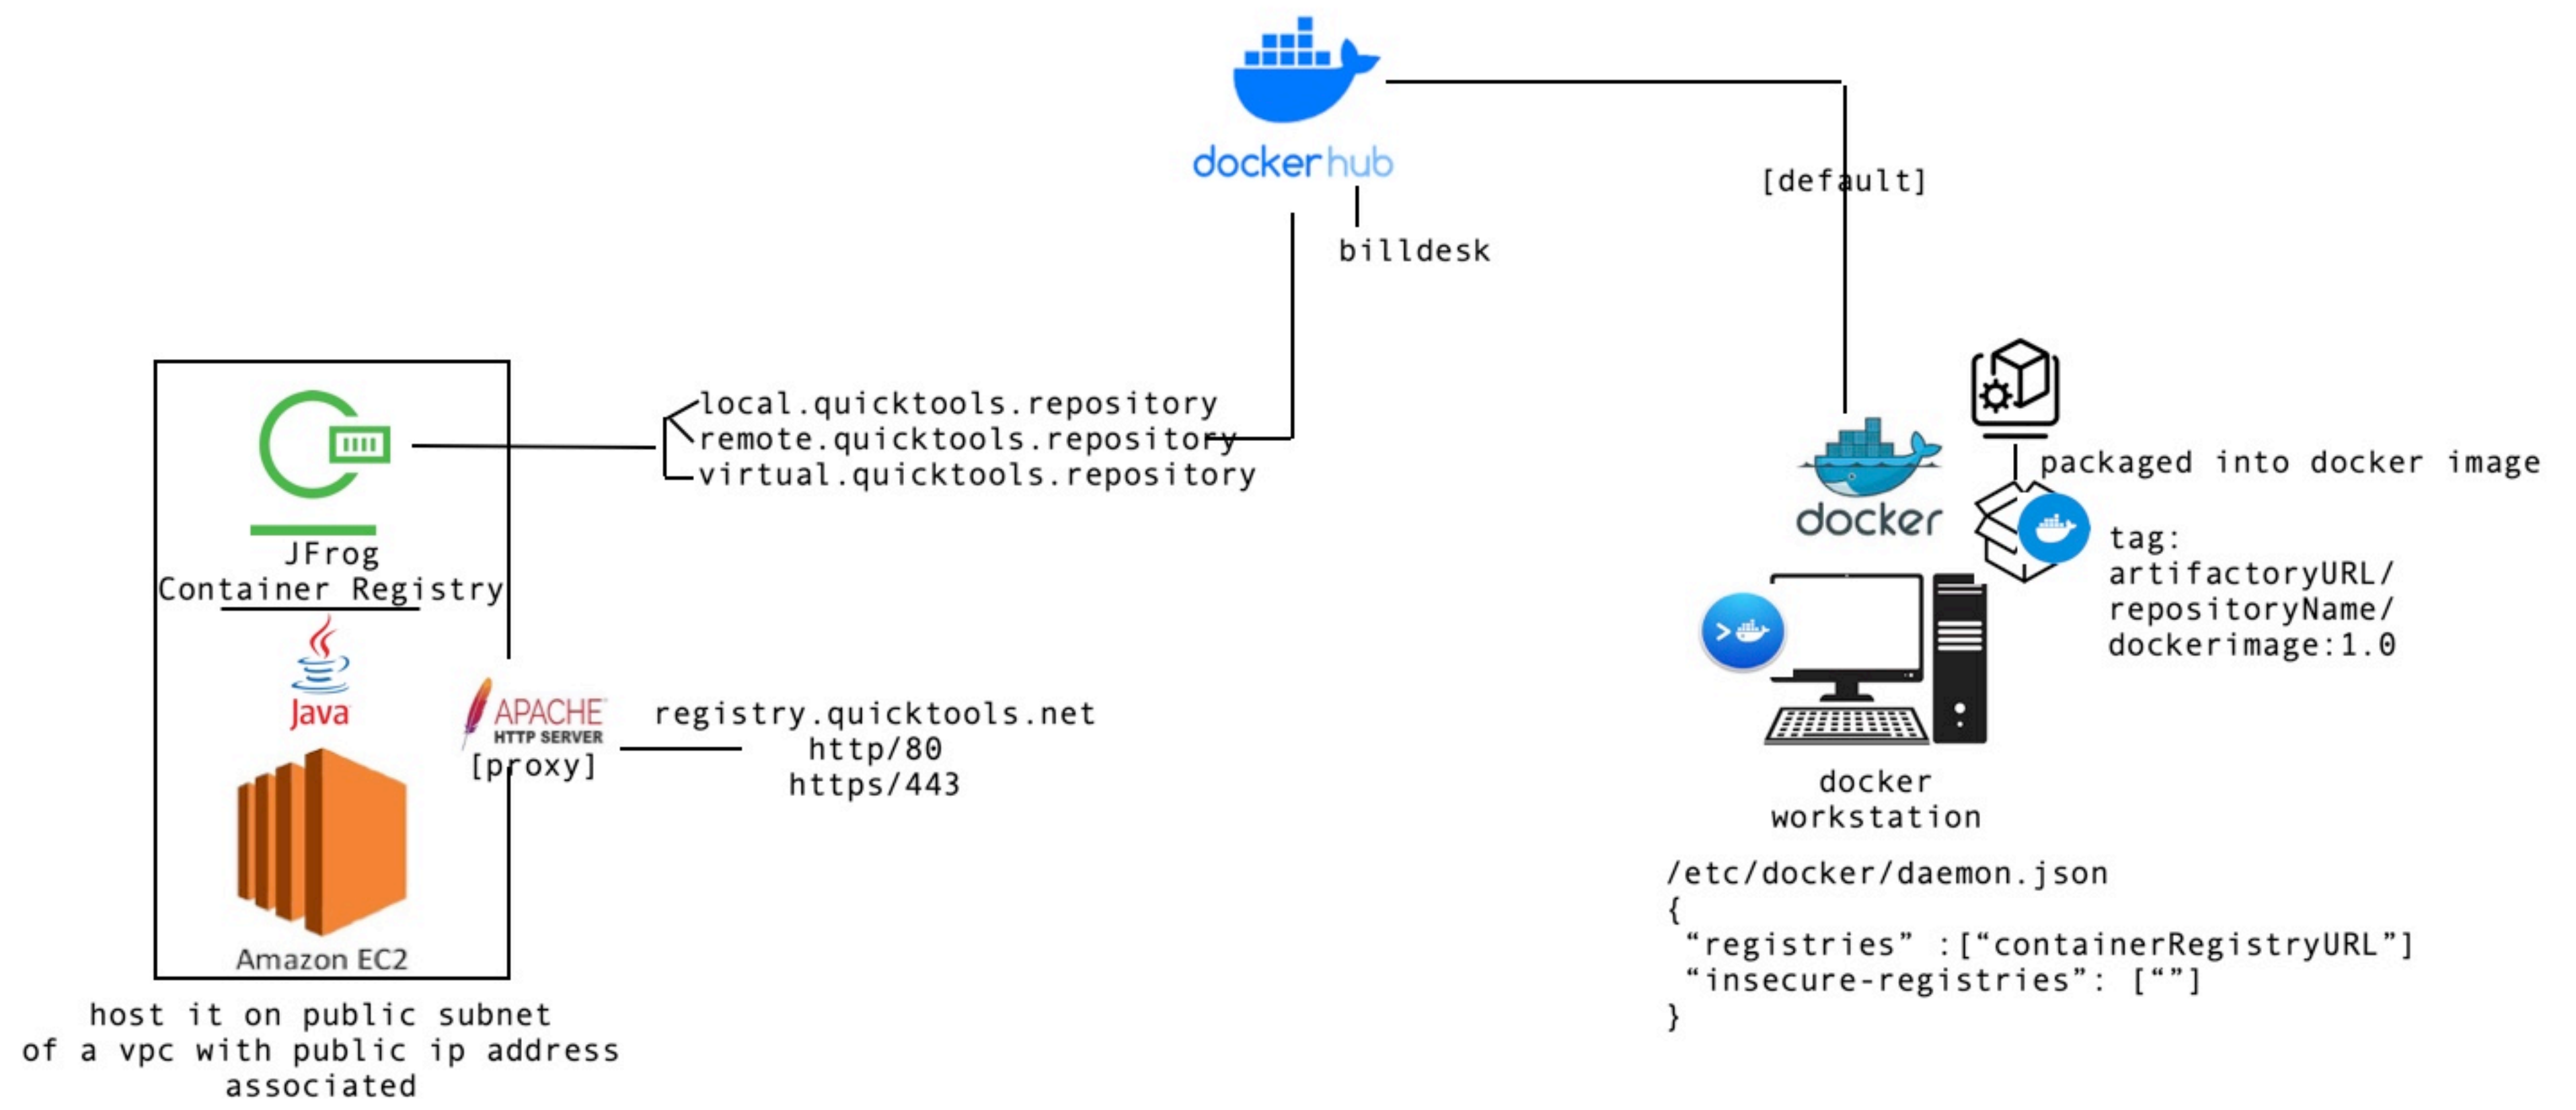 dockerhub
[default]
billdesk
local.quicktools.repository
remote.quicktools.repository
virtual.quicktools.repository
JFrog
Container Registry
Java
APACHE
HTTP SERVER
[proxy]
registry.quicktools.net
http/80
https/443
Amazon EC2
host it on public subnet
of a vpc with public ip address
associated
packaged into docker image
docker
tag:
artifactoryURL/
repositoryName/
dockerimage:1.0
>
docker
workstation
/etc/docker/daemon.json
{
“registries” :[“containerRegistryURL”]
“insecure-registries”: [“”]
}